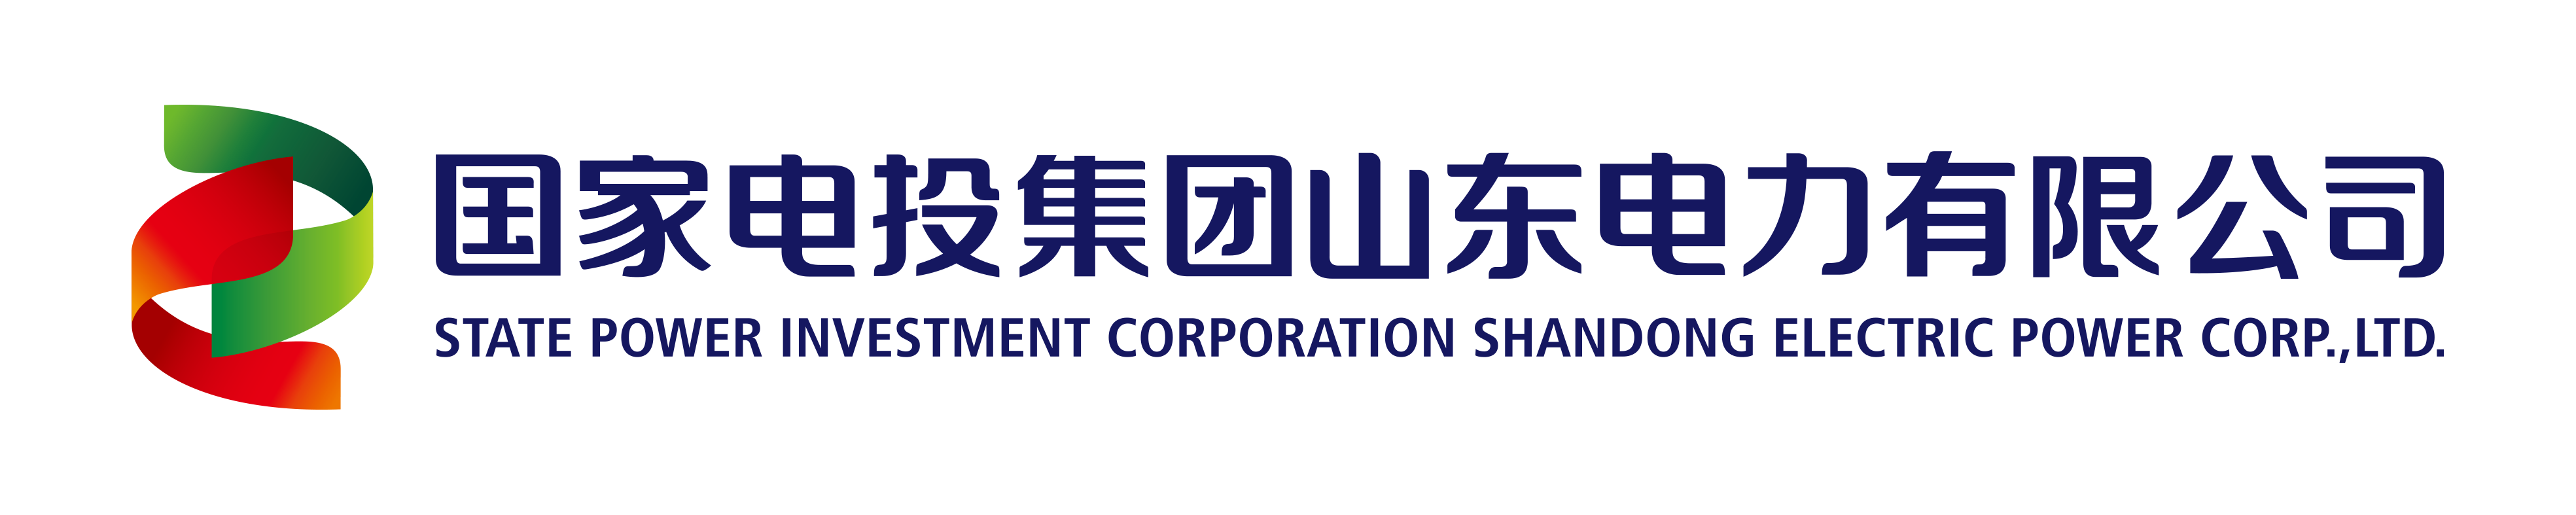 国家电投集团山东电力有限公司
STATE POWER INVESTMENT CORPORATION SHANDONG ELECTRIC POWER CORP.,LTD.